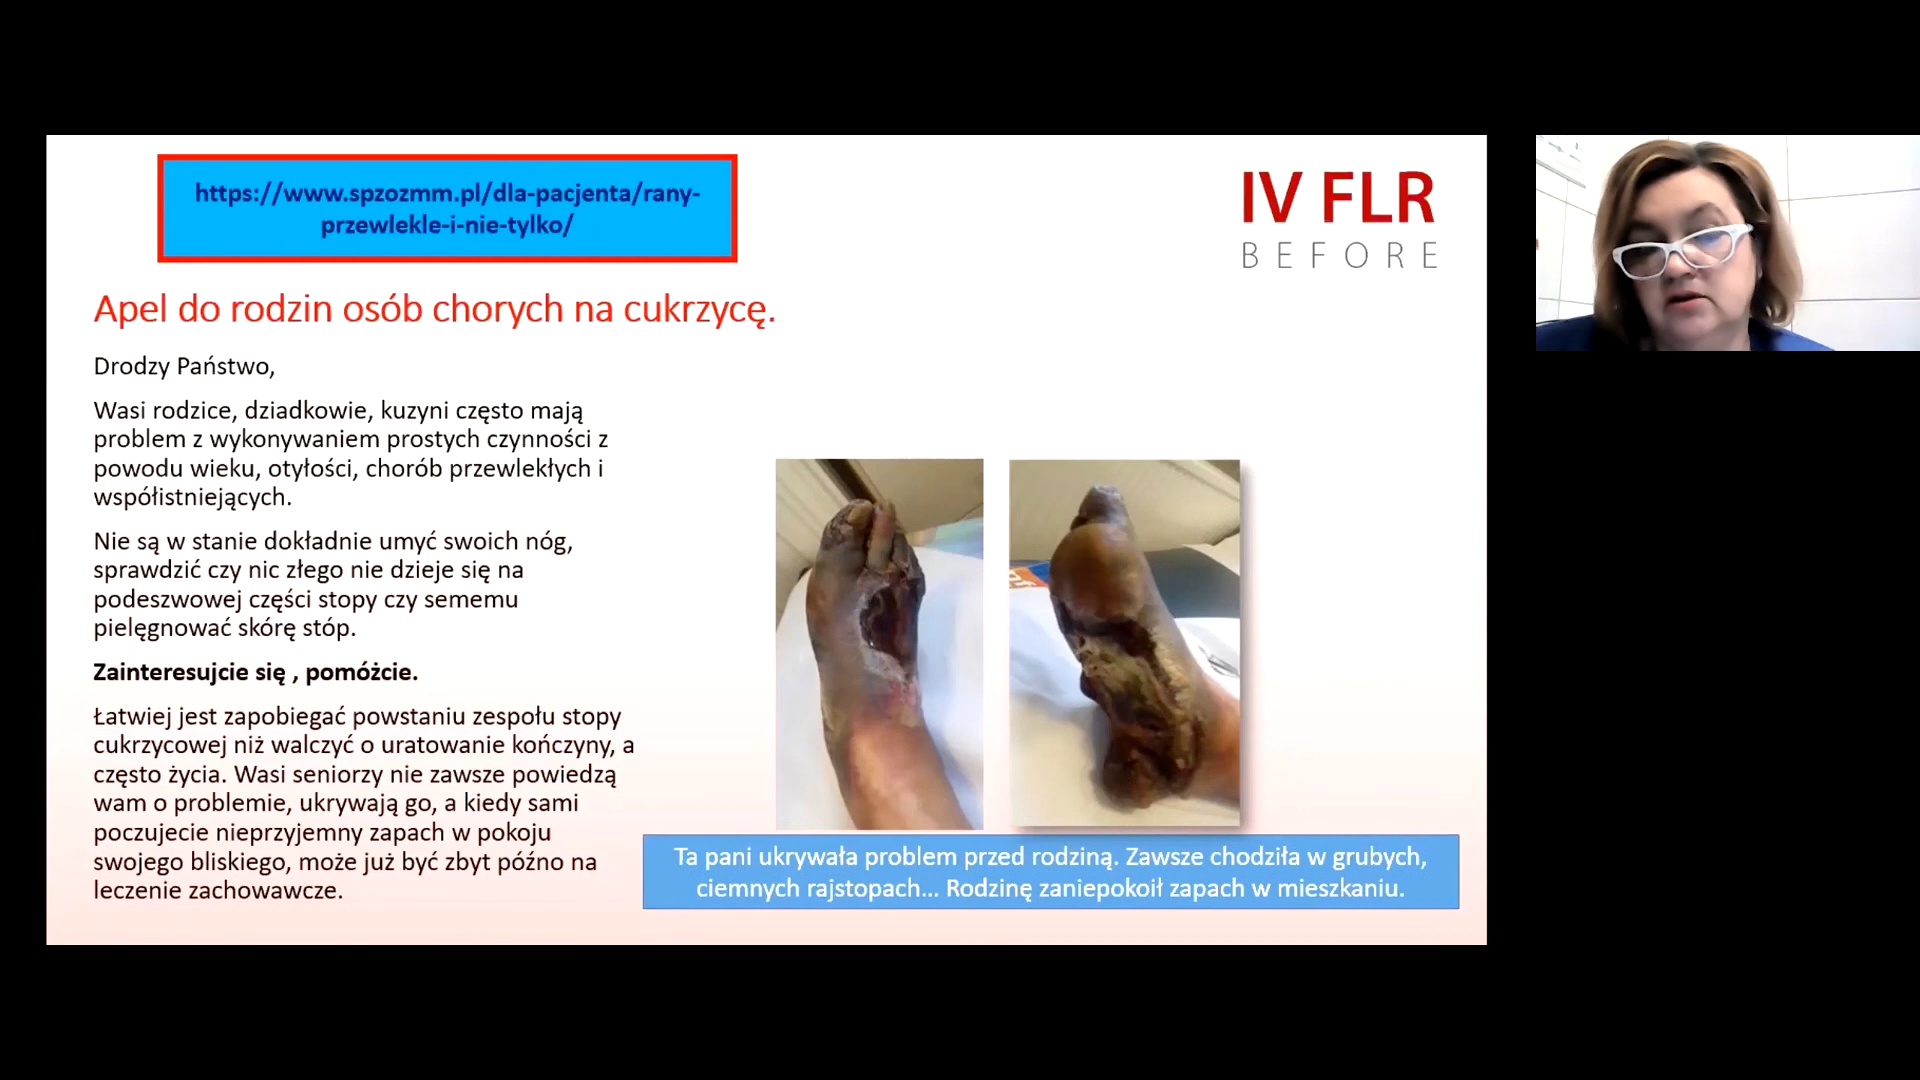 https://www.spzozmm.pl/dla-pacjenta/rany-
przewlekle-i-nie-tylko/
IV FLR
BEFORE
Apel do rodzin osób chorych na cukrzycę.
Drodzy Państwo,
Wasi rodzice, dziadkowie, kuzyni często mają
problem z wykonywaniem prostych czynności z
powodu wieku, otyłości, chorób przewlekłych i
współistniejących.
Nie są w stanie dokładnie umyć swoich nóg,
sprawdzić czy nic złego nie dzieje się na
podeszwowej części stopy czy sememu
pielęgnować skórę stóp.
Zainteresujcie się , pomóżcie.
Łatwiej jest zapobiegać powstaniu zespołu stopy
cukrzycowej niż walczyć o uratowanie kończyny, a
często życia. Wasi seniorzy nie zawsze powiedzą
wam o problemie, ukrywają go, a kiedy sami
poczujecie nieprzyjemny zapach w pokoju
swojego bliskiego, może już być zbyt późno na
leczenie zachowawcze.
Ta pani ukrywała problem przed rodziną. Zawsze chodziła w grubych,
ciemnych rajstopach... Rodzinę zaniepokoił zapach w mieszkaniu.